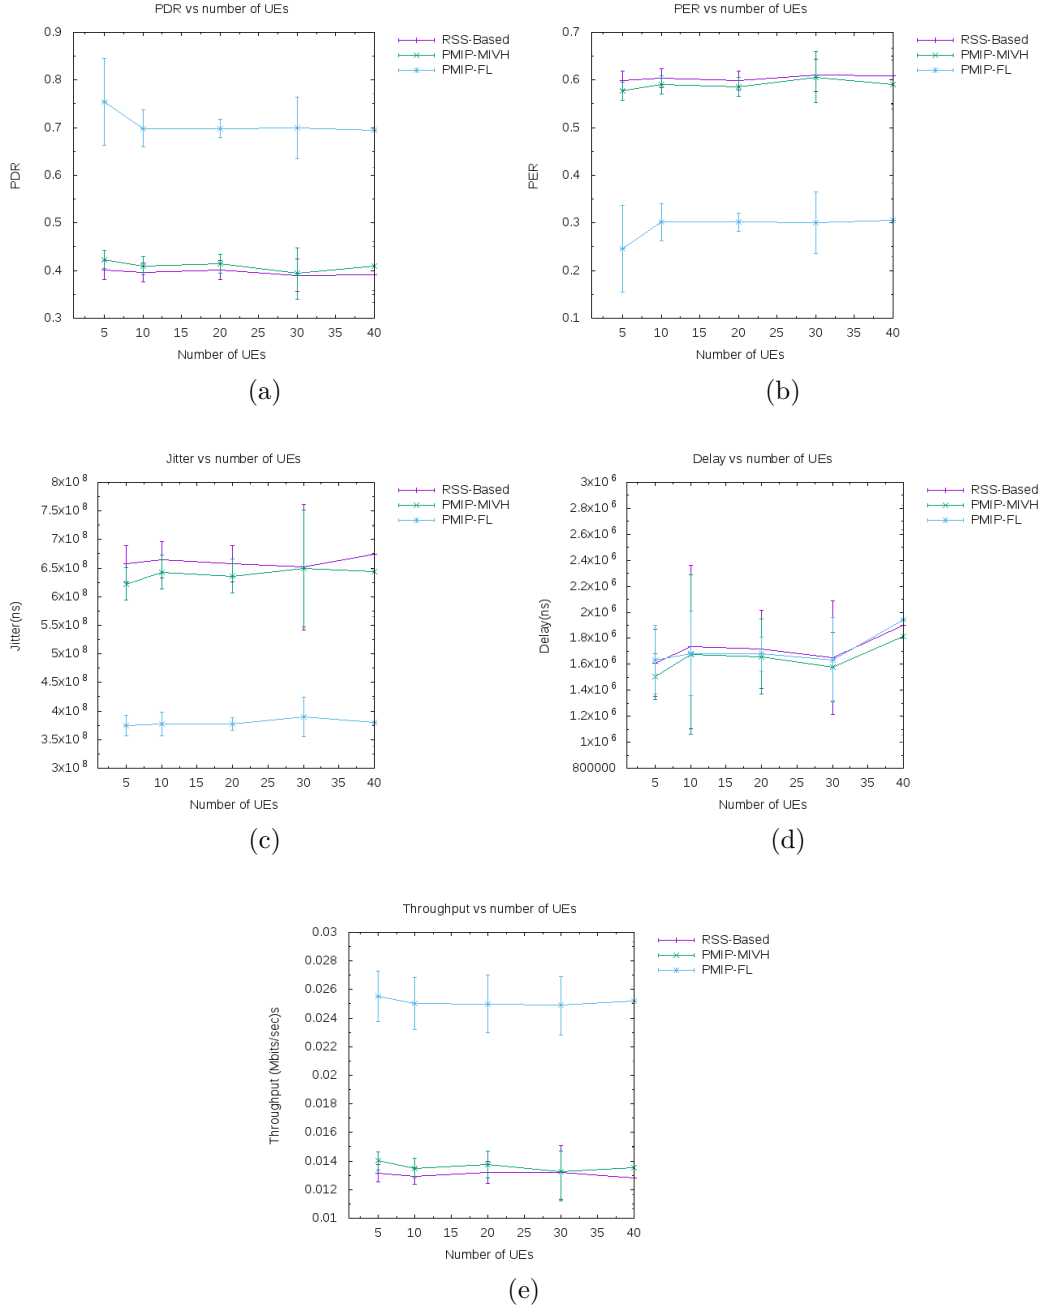 PDR vs number of UEs
RSS-Based
PMIP-MIVH
PMIP-FL
0.9
0.8
0.7
0.6
0.5
0.4
0.3
PDR
5 10 15 20 25 30 35 40
Number of UEs
(a)
PER vs number of UEs
RSS-Based
PMIP-MIVH
PMIP-FL
0.7
0.6
0.5
0.4
0.3
0.2
0.1
PER
5 10 15 20 25 30 35 40
Number of UEs
(b)
Jitter vs number of UEs
RSS-Based
PMIP-MIVH
PMIP-FL
8x10^8
7.5x10^8
7x10^8
6.5x10^8
6x10^8
5.5x10^8
5x10^8
4.5x10^8
4x10^8
3.5x10^8
3x10^8
Jitter(ns)
5 10 15 20 25 30 35 40
Number of UEs
(c)
Delay vs number of UEs
RSS-Based
PMIP-MIVH
PMIP-FL
3x10^6
2.8x10^6
2.6x10^6
2.4x10^6
2.2x10^6
2x10^6
1.8x10^6
1.6x10^6
1.4x10^6
1.2x10^6
1x10^6
800000
Delay(ns)
5 10 15 20 25 30 35 40
Number of UEs
(d)
Throughput vs number of UEs
RSS-Based
PMIP-MIVH
PMIP-FL
0.03
0.028
0.026
0.024
0.022
0.02
0.018
0.016
0.014
0.012
0.01
Throughput (Mbits/sec)s
5 10 15 20 25 30 35 40
Number of UEs
(e)